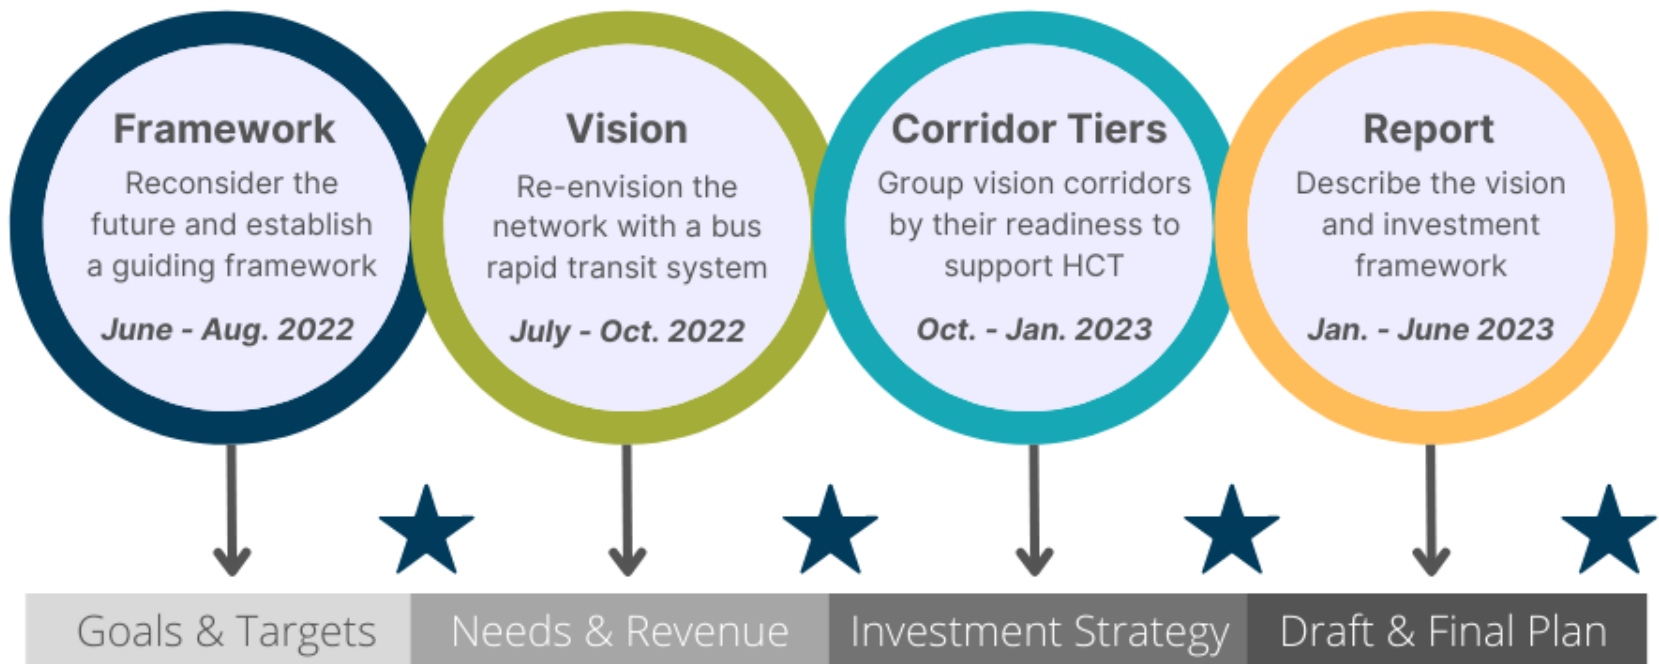 Framework
Reconsider the
future and establish
a guiding framework
June - Aug. 2022
Vision
Re-envision the
network with a bus
rapid transit system
July - Oct. 2022
Corridor Tiers
Group vision corridors
by their readiness to
support HCT
Oct. - Jan. 2023
Report
Describe the vision
and investment
framework
Jan. - June 2023
Goals & Targets
Needs & Revenue
Investment Strategy
Draft & Final Plan